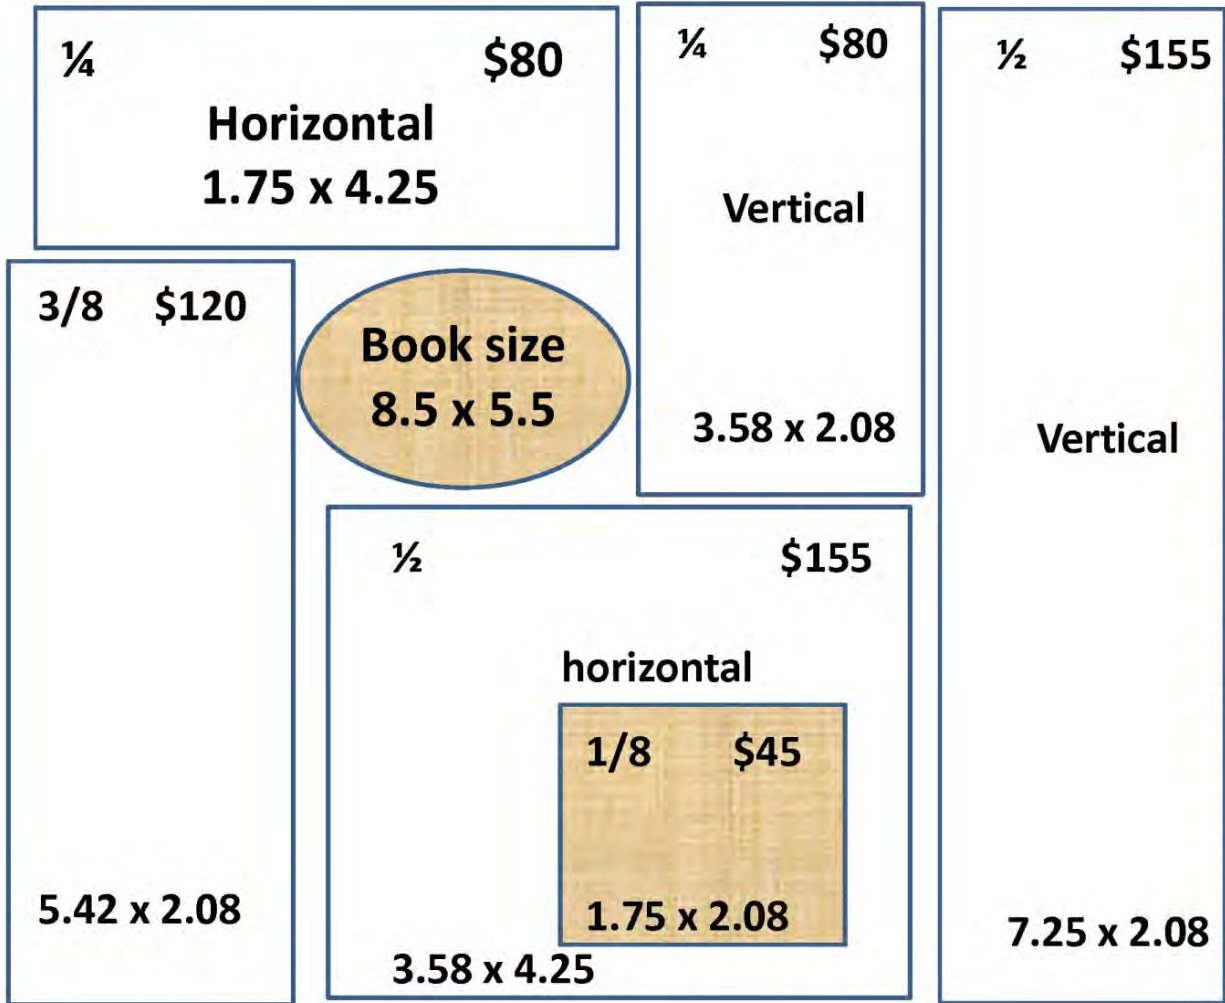 ¼ $80
Horizontal
1.75 x 4.25
¼ $80
Vertical
3.58 x 2.08
½ $155
Vertical
7.25 x 2.08
3/8 $120
5.42 x 2.08
Book size
8.5 x 5.5
½ $155
horizontal
1/8 $45
1.75 x 2.08
3.58 x 4.25